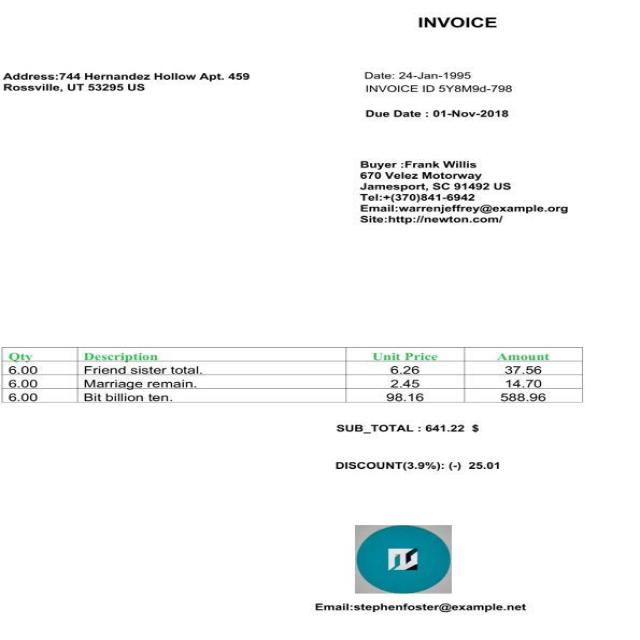 INVOICE
Address:744 Hernandez Hollow Apt. 459
Rossville, UT 53295 US
Date: 24-Jan-1995
INVOICE ID 5Y8M9d-798
Due Date : 01-Nov-2018
Buyer :Frank Willis
670 Velez Motorway
Jamesport, SC 91492 US
Tel:+(370)841-6942
Email:warrenjeffrey@example.org
Site:http://newton.com/
Qty Description Unit Price Amount
6.00 Friend sister total. 6.26 37.56
6.00 Marriage remain. 2.45 14.70
6.00 Bit billion ten. 98.16 588.96
SUB_TOTAL : 641.22 $
DISCOUNT(3.9%): (-) 25.01
Email:stephenfoster@example.net